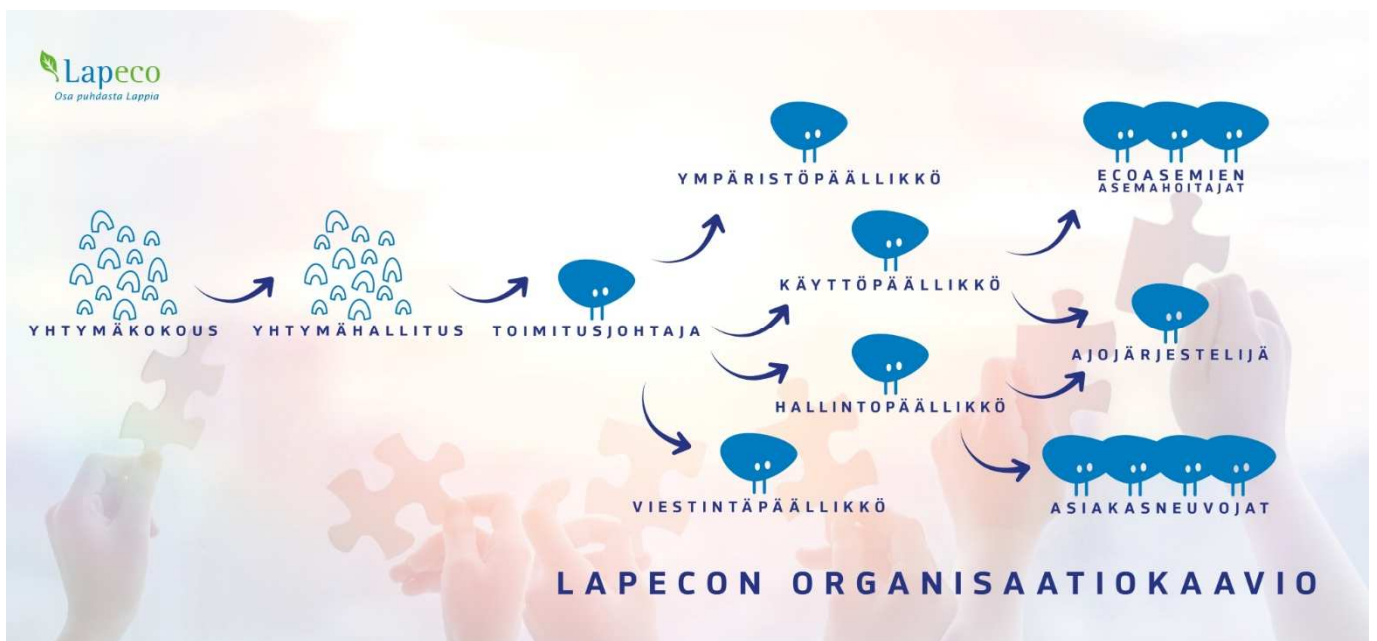 Lapeco
Osa puhdasta Lappia
YMPÄRISTÖPÄÄLLIKKÖ
ECOASEMIEN
ASEMAHOITAJAT
YHTYMÄKOKOUS
YHTYMÄHALLITUS
TOIMITUSJOHTAJA
KÄYTTÖPÄÄLLIKKÖ
AJOJÄRJESTELIJÄ
HALLINTOPÄÄLLIKKÖ
VIESTINTÄPÄÄLLIKKÖ
ASIAKASNEUVOJAT
LAPECON ORGANISAATIOKAAVIO